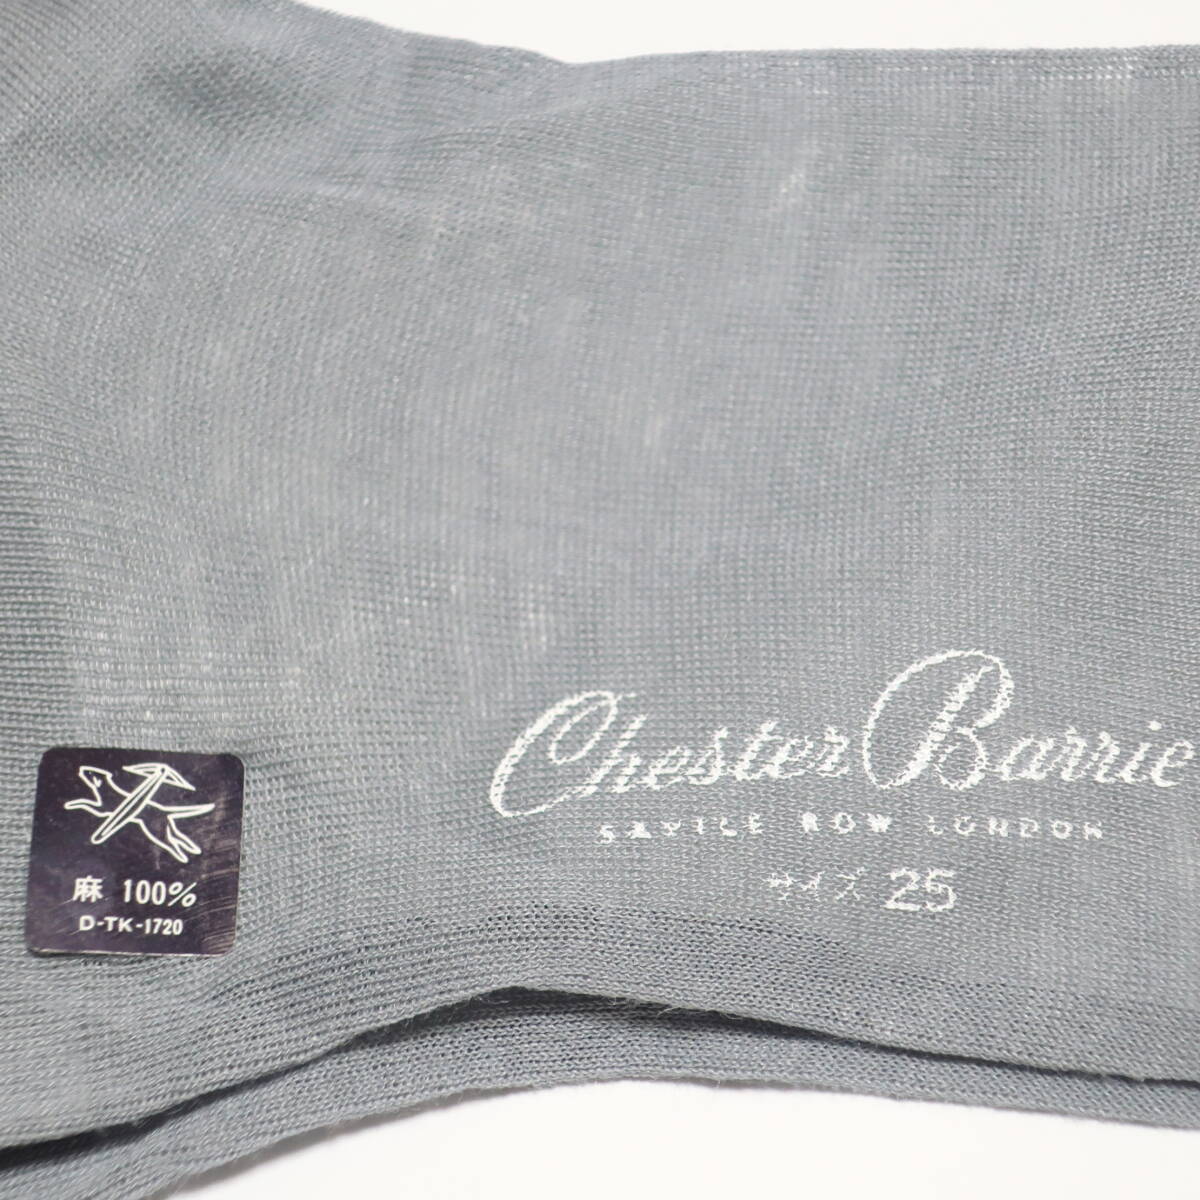 Chester Barrie
SAVILE ROW LONDON
サイズ 25
麻 100%
D-TK-1720